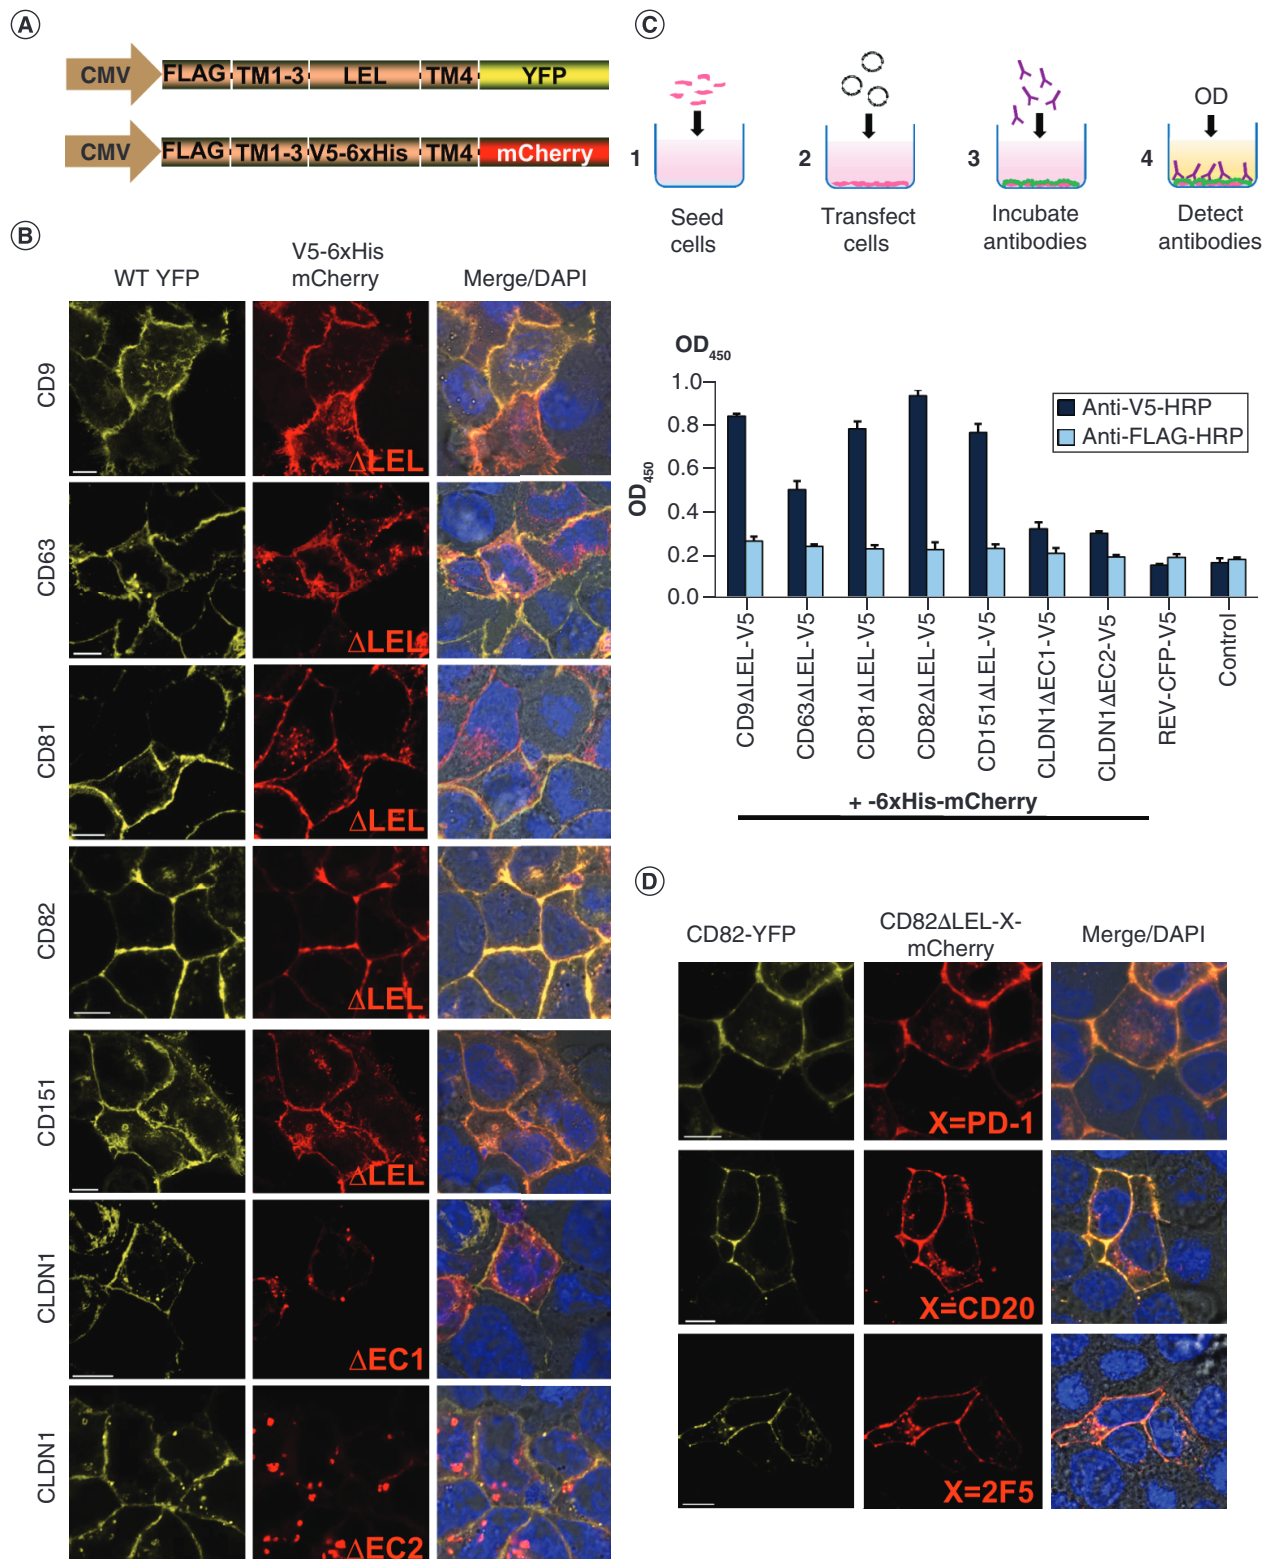 A
CMV FLAG TM1-3 LEL TM4 YFP
CMV FLAG TM1-3 V5-6xHis TM4 mCherry
B
WT YFP
V5-6xHis
mCherry
Merge/DAPI
CD9
ΔLEL
CD63
ΔLEL
CD81
ΔLEL
CD82
ΔLEL
CD151
ΔLEL
CLDN1
ΔEC1
CLDN1
ΔEC2
C
OD
1
2
3
4
Seed
cells
Transfect
cells
Incubate
antibodies
Detect
antibodies
OD450
1.0
0.8
0.6
0.4
0.2
0.0
OD450
Anti-V5-HRP
Anti-FLAG-HRP
CD9ΔLEL-V5
CD63ΔLEL-V5
CD81ΔLEL-V5
CD82ΔLEL-V5
CD151ΔLEL-V5
CLDN1ΔEC1-V5
CLDN1ΔEC2-V5
REV-CFP-V5
Control
+ -6xHis-mCherry
D
CD82-YFP
CD82ΔLEL-X-
mCherry
Merge/DAPI
X=PD-1
X=CD20
X=2F5